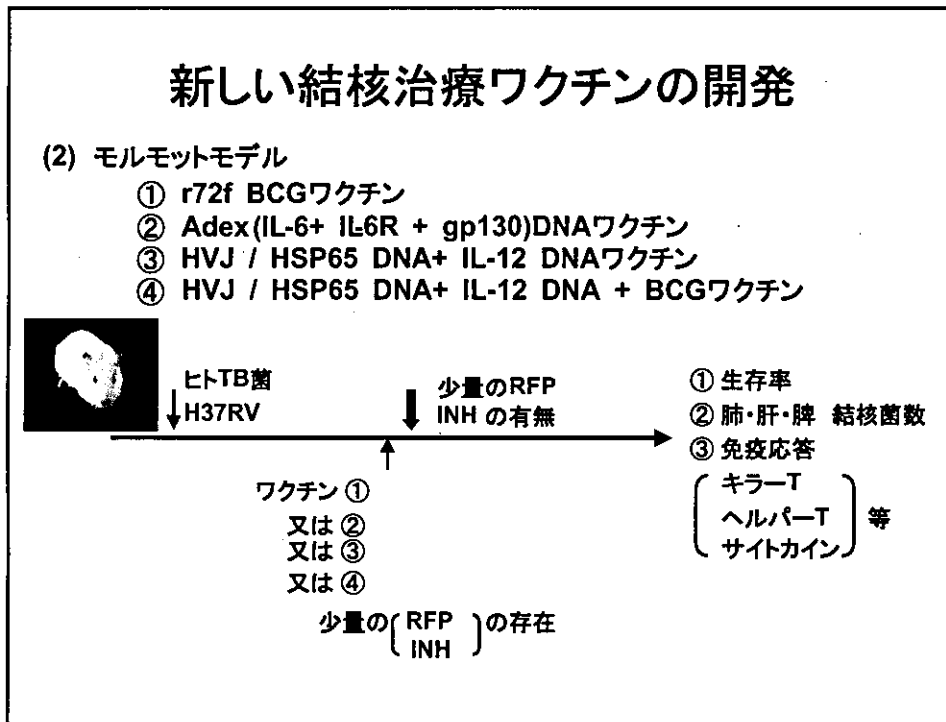 新しい結核治療ワクチンの開発
(2) モルモットモデル
① r72f BCGワクチン
② Adex(IL-6+ IL6R + gp130)DNAワクチン
③ HVJ / HSP65 DNA+ IL-12 DNAワクチン
④ HVJ / HSP65 DNA+ IL-12 DNA + BCGワクチン
ヒトTB菌
H37RV
少量のRFP
INH の有無
ワクチン ①
又は ②
又は ③
又は ④
少量の ( RFP INH ) の存在
① 生存率
② 肺・肝・脾 結核菌数
③ 免疫応答
キラーT
ヘルパーT 等
サイトカイン